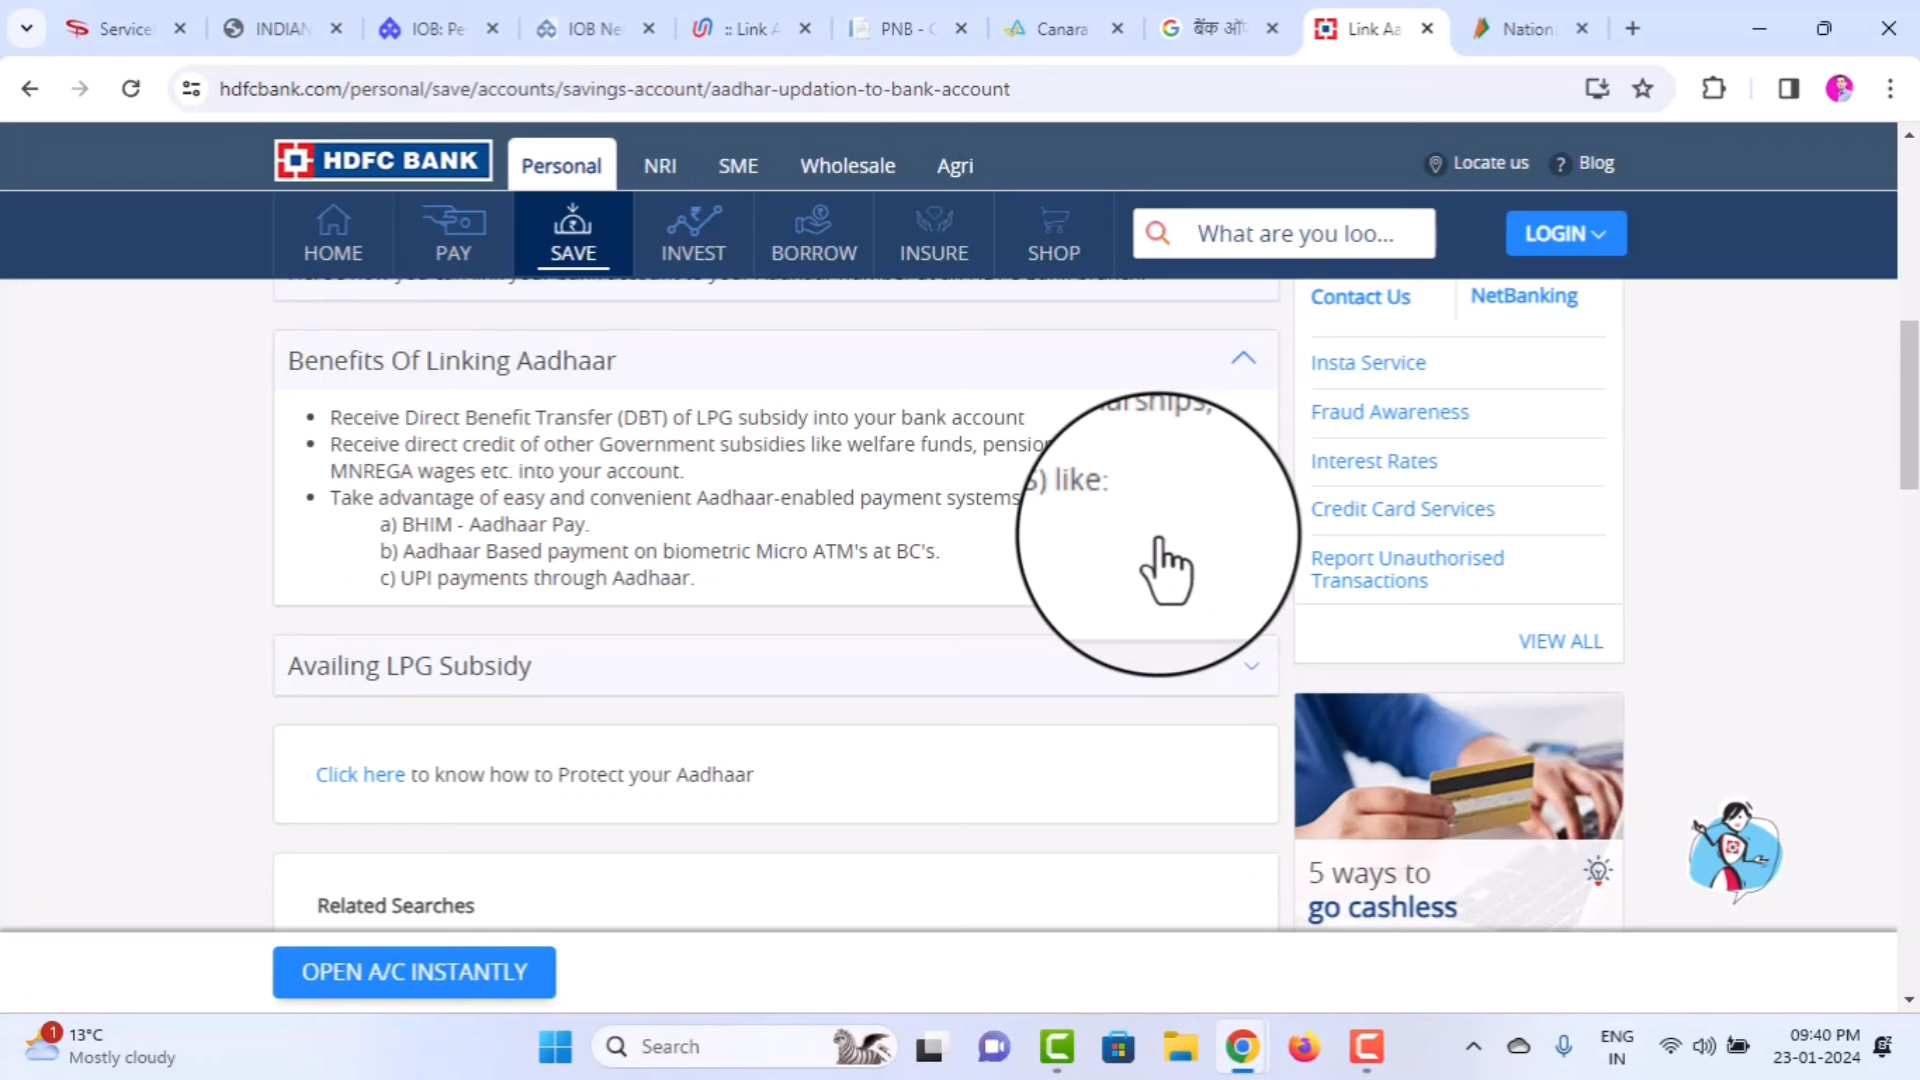 Service
INDIAN
IOB: Pe
IOB Ne
:: Link A
PNB - C
Canara
बैंक ऑ
Link Aa
Nation
hdfcbank.com/personal/save/accounts/savings-account/aadhar-updation-to-bank-account
HDFC BANK
Personal
NRI
SME
Wholesale
Agri
Locate us
? Blog
HOME
PAY
SAVE
INVEST
BORROW
INSURE
SHOP
What are you loo...
LOGIN
Contact Us
NetBanking
Benefits Of Linking Aadhaar
• Receive Direct Benefit Transfer (DBT) of LPG subsidy into your bank account
• Receive direct credit of other Government subsidies like welfare funds, pensio
MNREGA wages etc. into your account.
• Take advantage of easy and convenient Aadhaar-enabled payment systems
like:
a) BHIM - Aadhaar Pay.
b) Aadhaar Based payment on biometric Micro ATM's at BC's.
c) UPI payments through Aadhaar.
Insta Service
Fraud Awareness
Interest Rates
Credit Card Services
Report Unauthorised
Transactions
VIEW ALL
Availing LPG Subsidy
Click here to know how to Protect your Aadhaar
Related Searches
5 ways to
go cashless
OPEN A/C INSTANTLY
1
13°C
Mostly cloudy
Search
ENG
IN
09:40 PM
23-01-2024